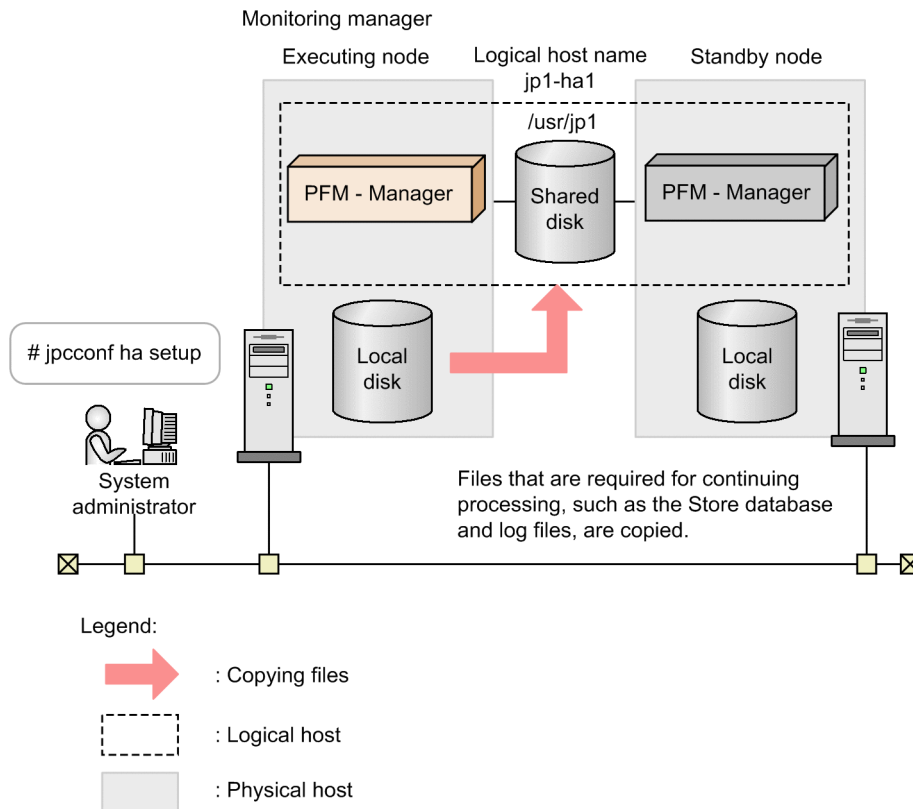 Monitoring manager
Executing node
Logical host name
jp1-ha1
Standby node
/usr/jp1
PFM - Manager
Shared
disk
PFM - Manager
# jpcconf ha setup
Local
disk
Local
disk
System
administrator
Files that are required for continuing
processing, such as the Store database
and log files, are copied.
Legend:
: Copying files
: Logical host
: Physical host